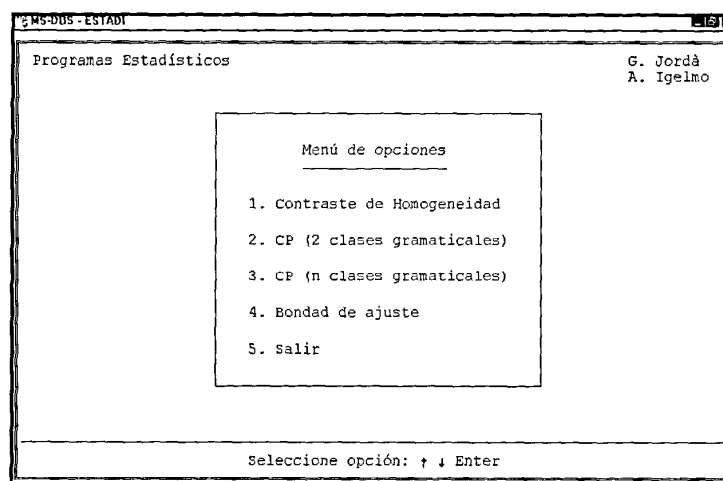 MS-DOS - ESTADI
Programas Estadísticos
G. Jordà
A. Igelmo
Menú de opciones
1. Contraste de Homogeneidad
2. CP (2 clases gramaticales)
3. CP (n clases gramaticales)
4. Bondad de ajuste
5. Salir
Seleccione opción: ↑ ↓ Enter